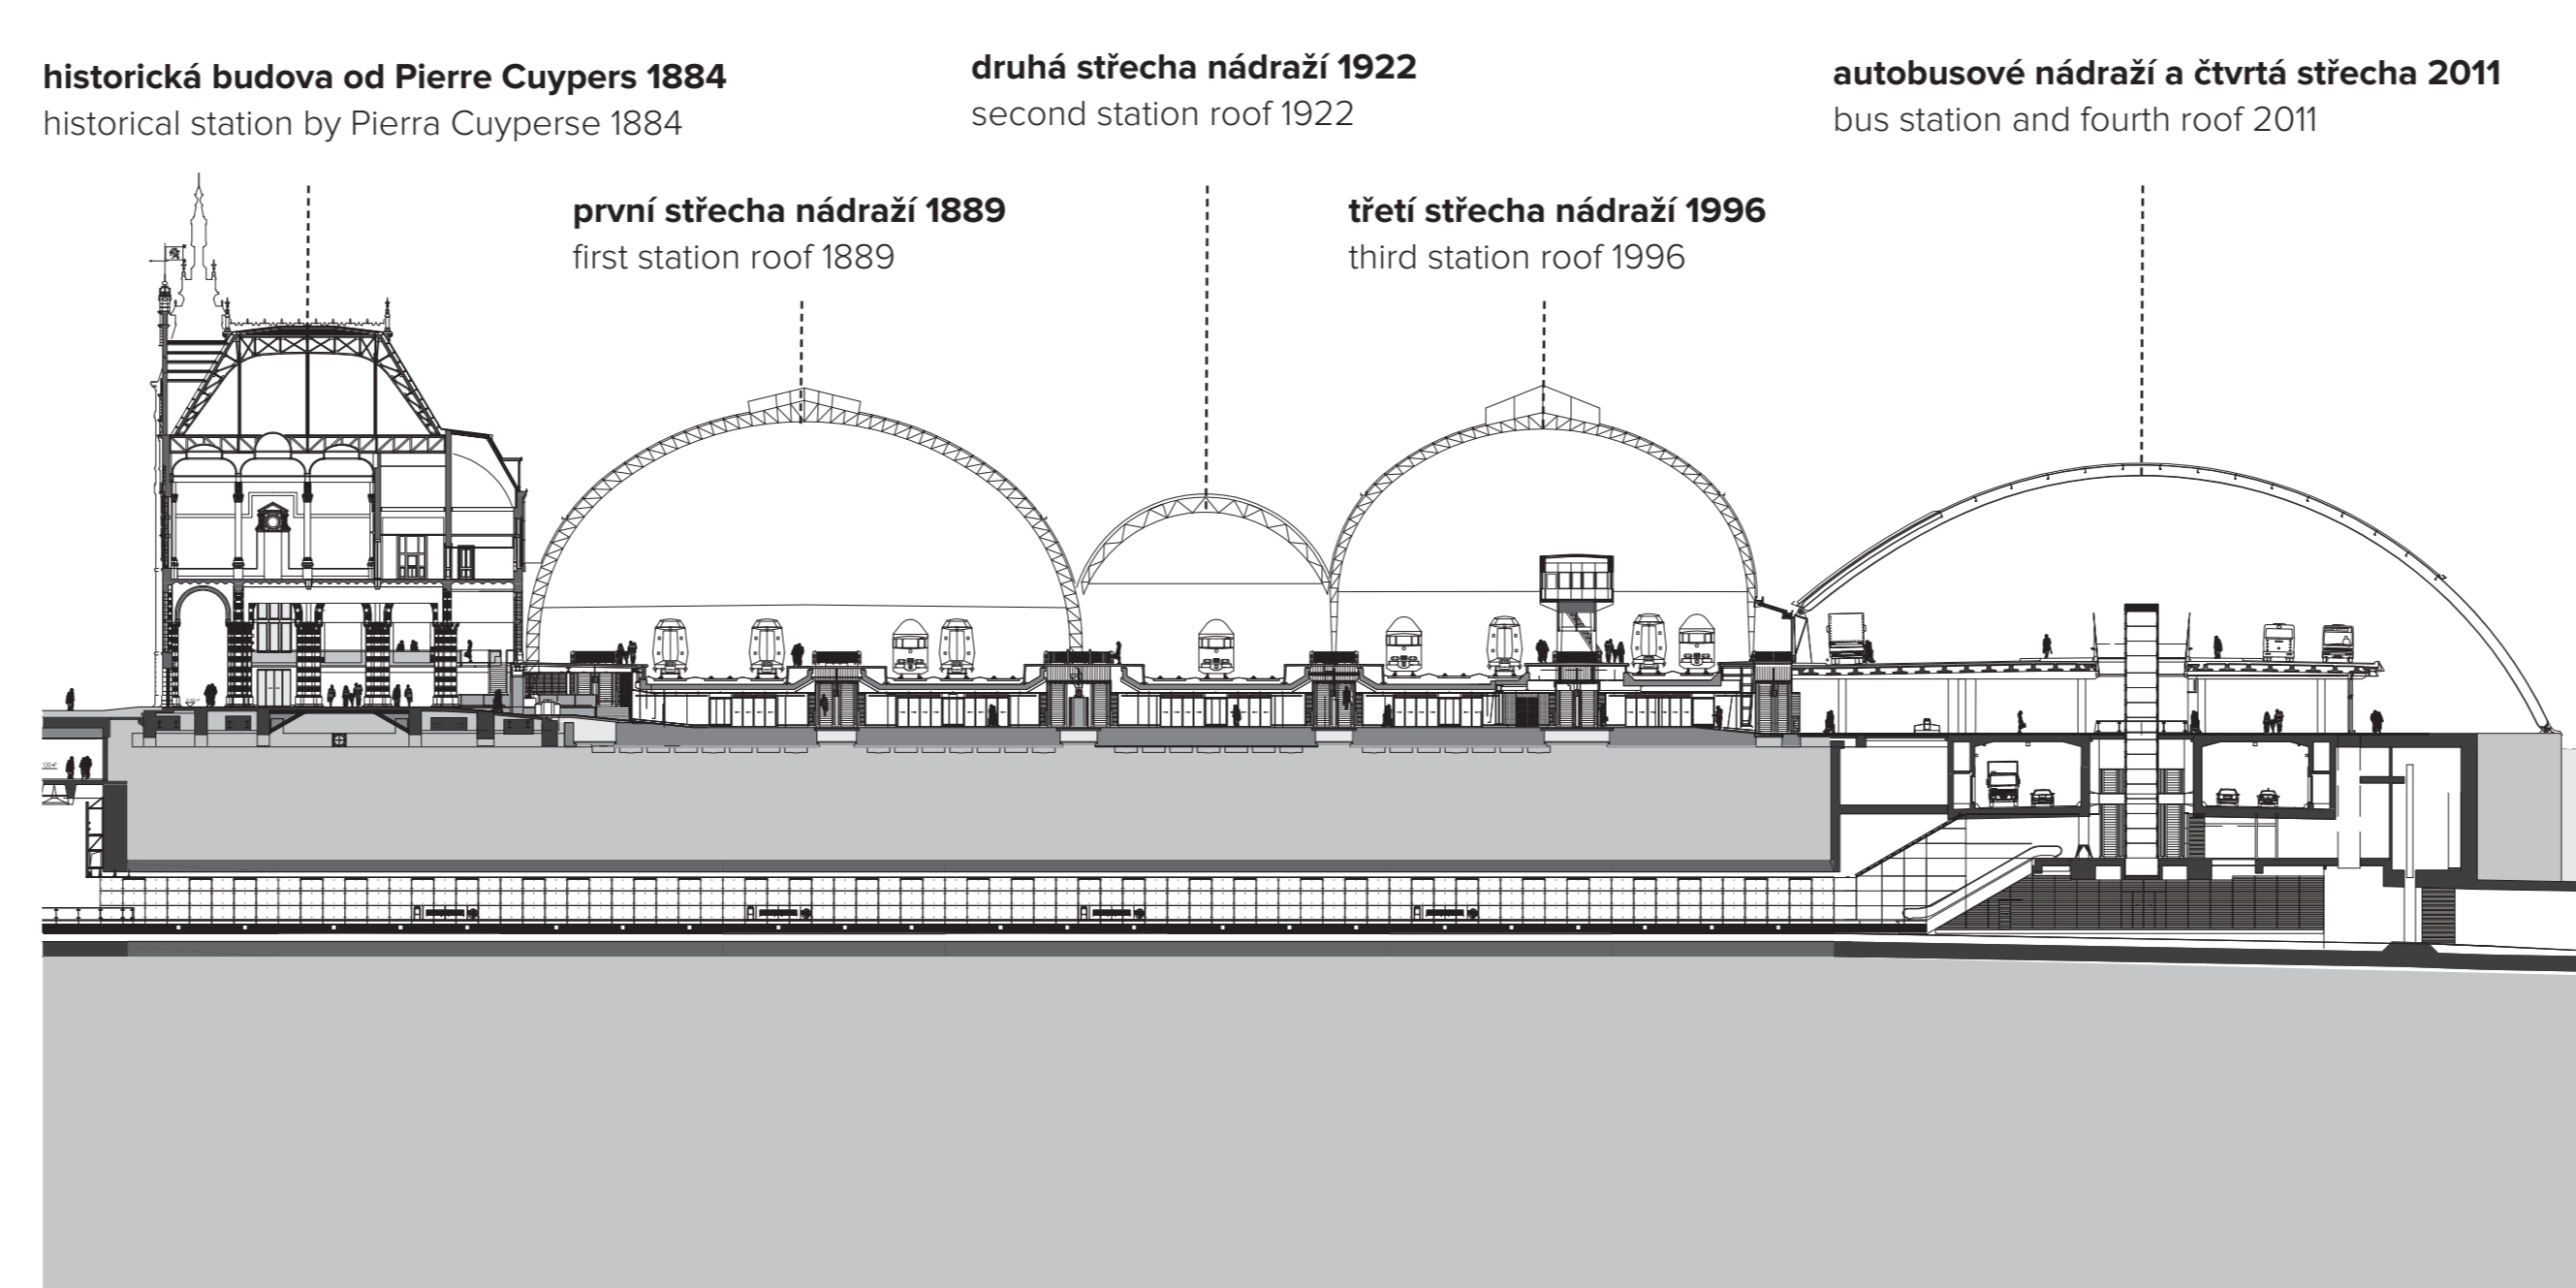 historická budova od Pierre Cuypers 1884
historical station by Pierra Cuyperse 1884
první střecha nádraží 1889
first station roof 1889
druhá střecha nádraží 1922
second station roof 1922
třetí střecha nádraží 1996
third station roof 1996
autobusové nádraží a čtvrtá střecha 2011
bus station and fourth roof 2011